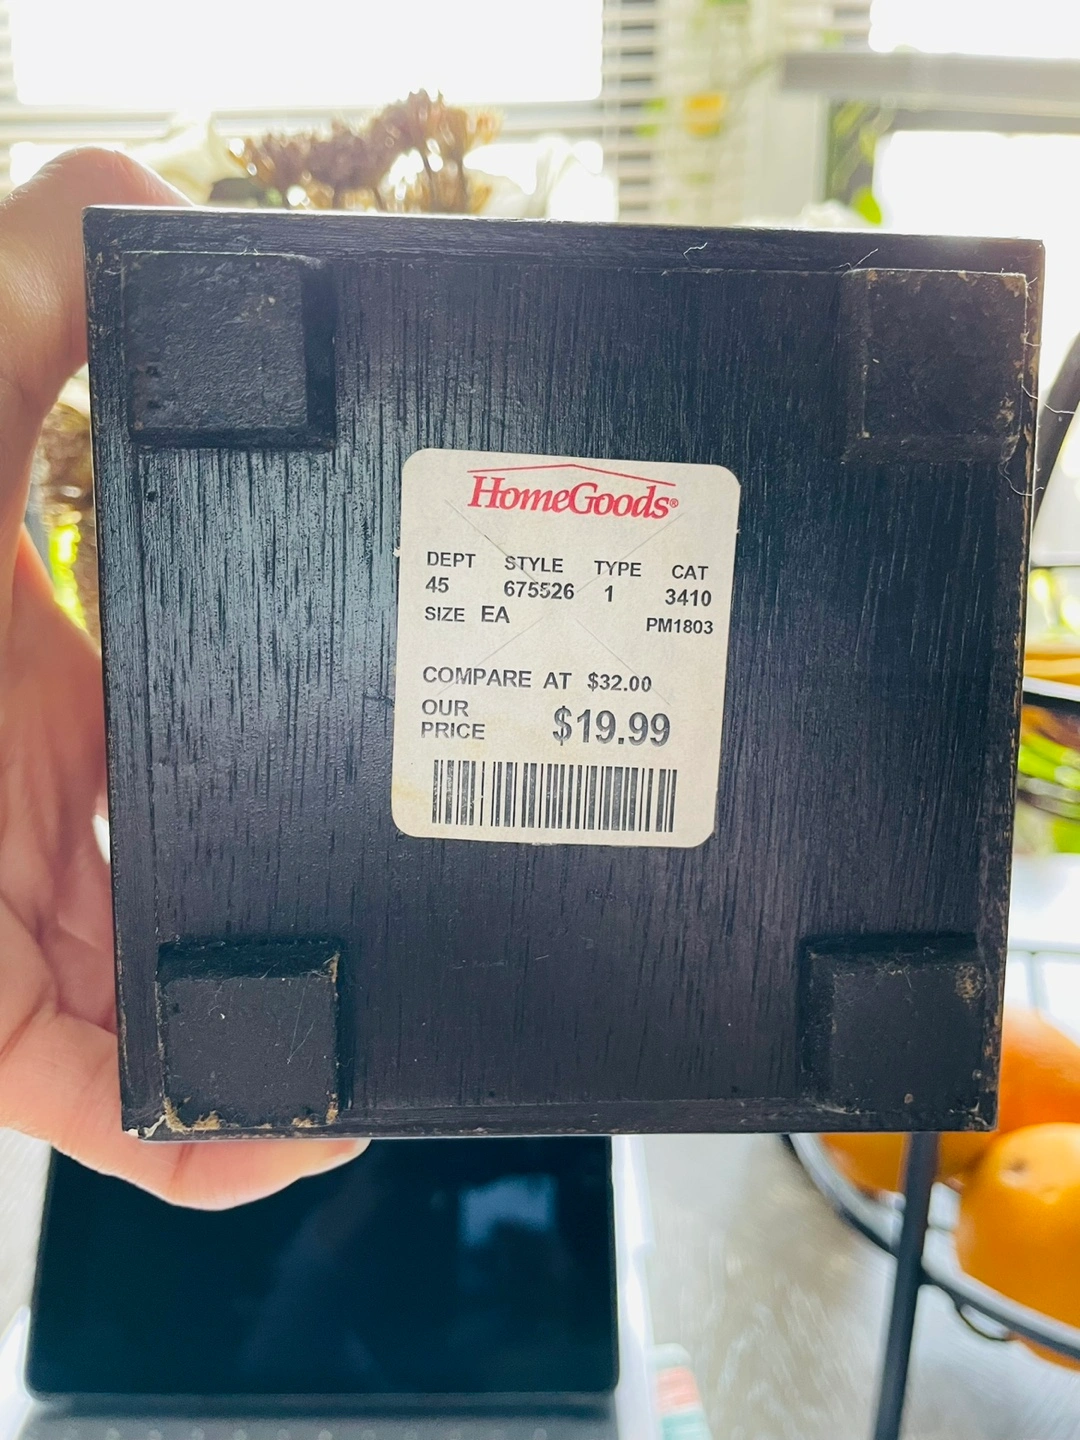 HomeGoods®
DEPT STYLE TYPE CAT
45 675526 1 3410
SIZE EA PM1803
COMPARE AT $32.00
OUR
PRICE $19.99